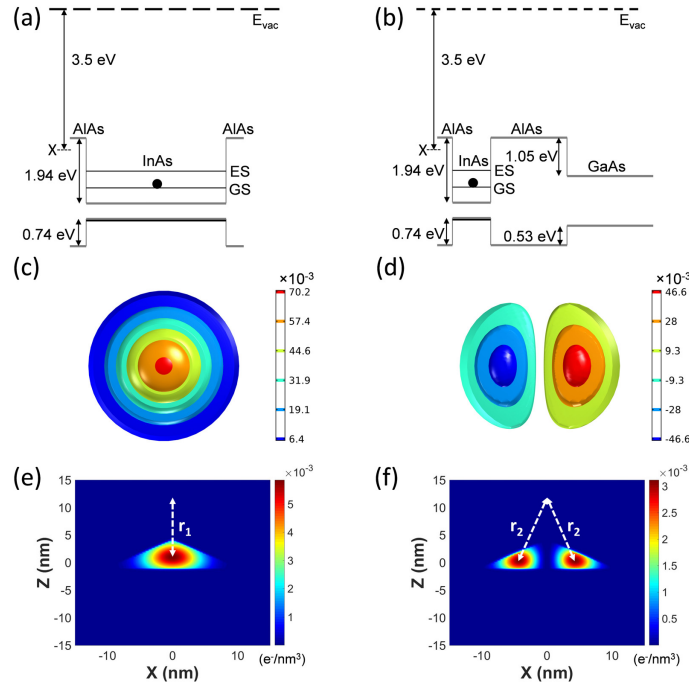 (a)
E_vac
3.5 eV
AlAs
AlAs
X
InAs
1.94 eV
ES
GS
0.74 eV
(b)
E_vac
3.5 eV
AlAs
AlAs
X
1.05 eV
InAs
GaAs
1.94 eV
ES
GS
0.74 eV
0.53 eV
(c)
×10⁻³
70.2
57.4
44.6
31.9
19.1
6.4
(d)
×10⁻³
46.6
28
9.3
-9.3
-28
-46.6
(e)
×10⁻³
15
10
5
0
-5
-10
-15
Z (nm)
r₁
-10
0
10
X (nm)
5
4
3
2
1
0
(e⁻/nm³)
(f)
×10⁻³
15
10
5
0
-5
-10
-15
Z (nm)
r₂
r₂
-10
0
10
X (nm)
3
2.5
2
1.5
1
0.5
0
(e⁻/nm³)